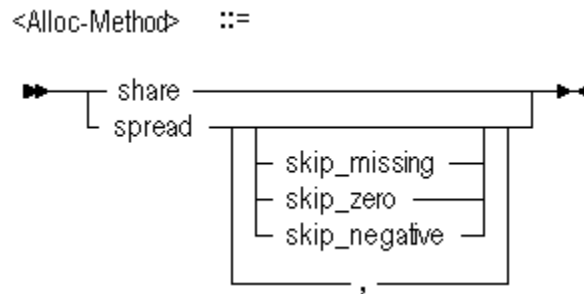 <Alloc-Method> ::=
share
spread
skip_missing
skip_zero
skip_negative
,